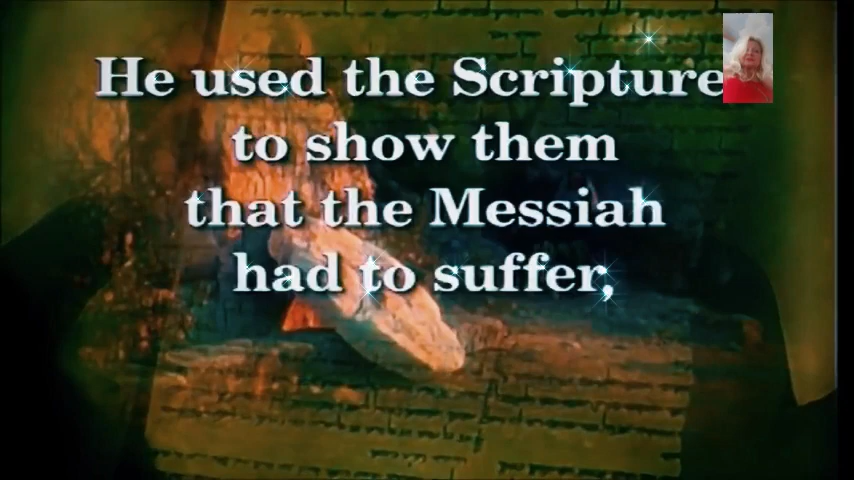 He used the Scripture
to show them
that the Messiah
had to suffer,